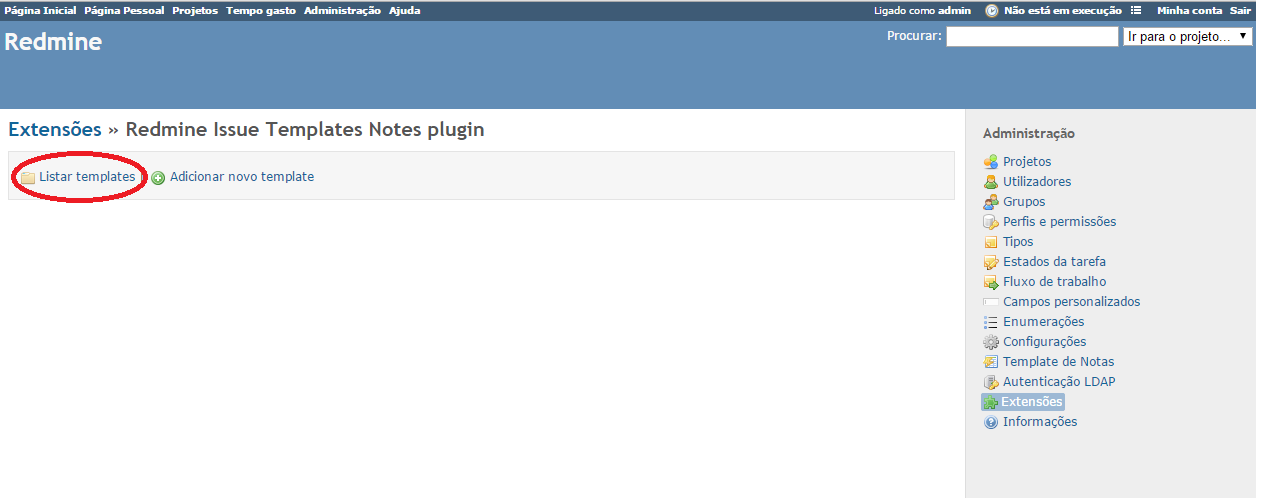 Página Inicial Página Pessoal Projetos Tempo gasto Administração Ajuda Ligado como admin Não está em execução Minha conta Sair
Redmine
Procurar: Ir para o projeto...
Extensões » Redmine Issue Templates Notes plugin
Listar templates Adicionar novo template
Administração
Projetos
Utilizadores
Grupos
Perfis e permissões
Tipos
Estados da tarefa
Fluxo de trabalho
Campos personalizados
Enumerações
Configurações
Template de Notas
Autenticação LDAP
Extensões
Informações